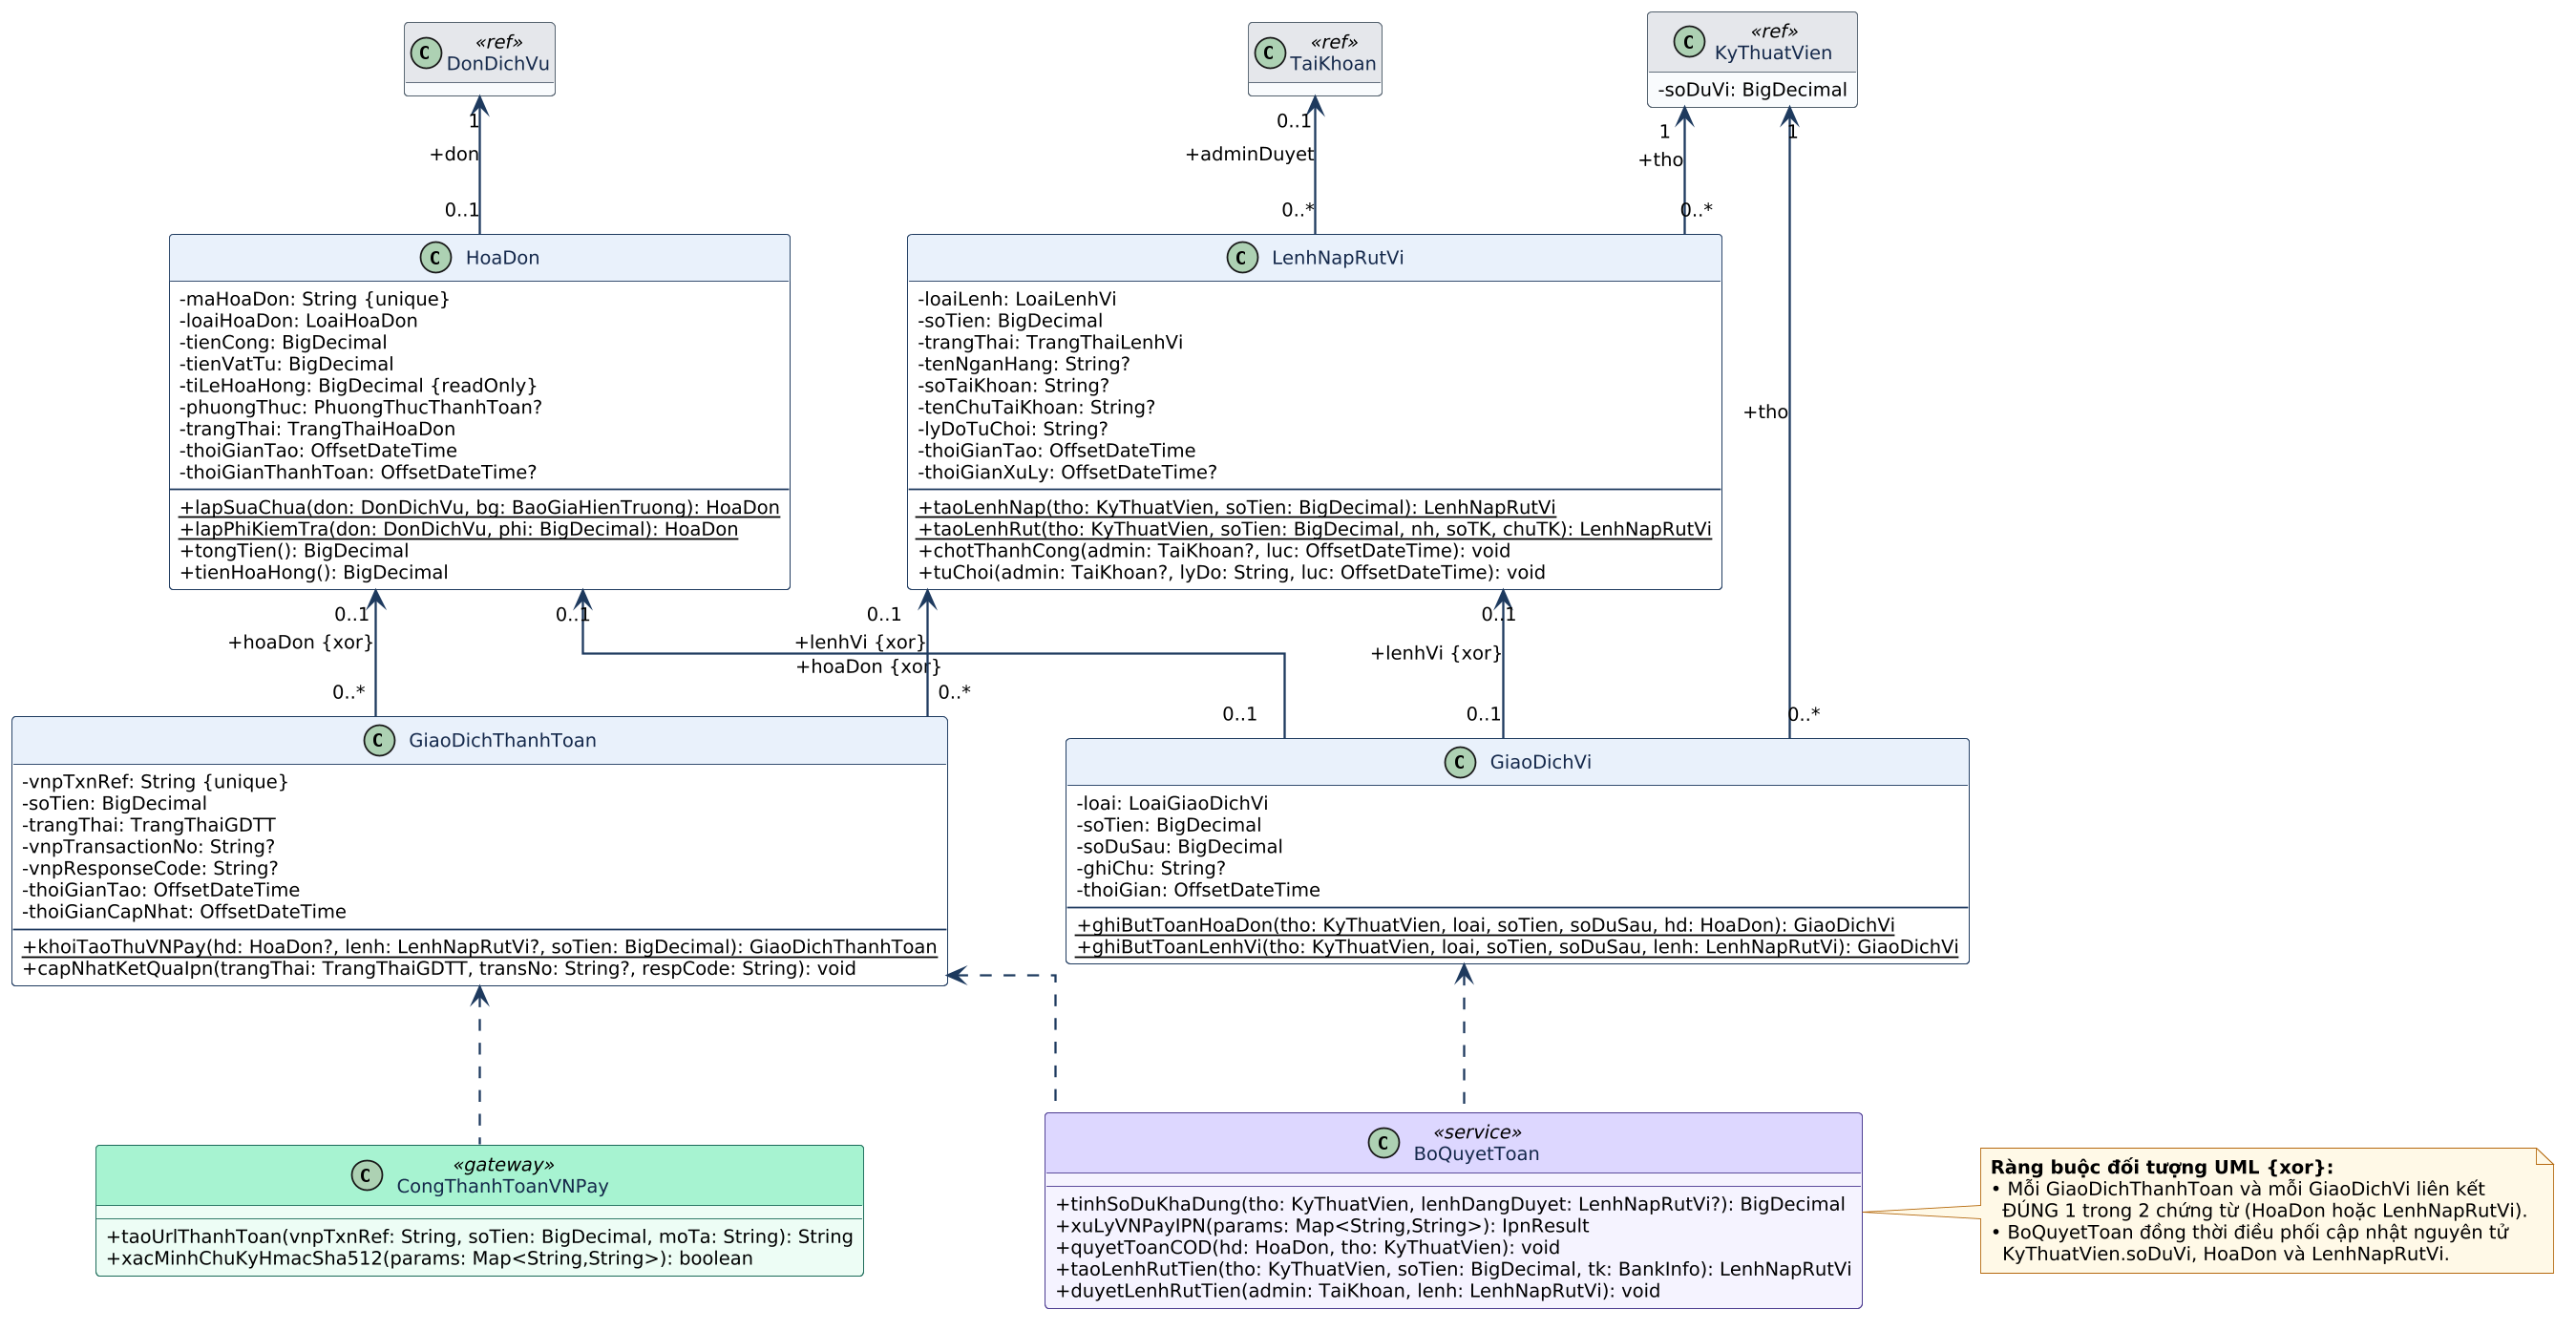 «ref»
DonDichVu
«ref»
TaiKhoan
«ref»
KyThuatVien
-soDuVi: BigDecimal
1
+don
0..1
0..1
+adminDuyet
0..*
1
+tho
0..*
1
+tho
0..*
HoaDon
-maHoaDon: String {unique}
-loaiHoaDon: LoaiHoaDon
-tienCong: BigDecimal
-tienVatTu: BigDecimal
-tiLeHoaHong: BigDecimal {readOnly}
-phuongThuc: PhuongThucThanhToan?
-trangThai: TrangThaiHoaDon
-thoiGianTao: OffsetDateTime
-thoiGianThanhToan: OffsetDateTime?
+lapSuaChua(don: DonDichVu, bg: BaoGiaHienTruong): HoaDon
+lapPhiKiemTra(don: DonDichVu, phi: BigDecimal): HoaDon
+tongTien(): BigDecimal
+tienHoaHong(): BigDecimal
LenhNapRutVi
-loaiLenh: LoaiLenhVi
-soTien: BigDecimal
-trangThai: TrangThaiLenhVi
-tenNganHang: String?
-soTaiKhoan: String?
-tenChuTaiKhoan: String?
-lyDoTuChoi: String?
-thoiGianTao: OffsetDateTime
-thoiGianXuLy: OffsetDateTime?
+taoLenhNap(tho: KyThuatVien, soTien: BigDecimal): LenhNapRutVi
+taoLenhRut(tho: KyThuatVien, soTien: BigDecimal, nh, soTK, chuTK): LenhNapRutVi
+chotThanhCong(admin: TaiKhoan?, luc: OffsetDateTime): void
+tuChoi(admin: TaiKhoan?, lyDo: String, luc: OffsetDateTime): void
0..1
+hoaDon {xor}
0..*
0..1
+hoaDon {xor}
0..1
0..1
+lenhVi {xor}
0..*
0..1
+lenhVi {xor}
0..1
GiaoDichThanhToan
-vnpTxnRef: String {unique}
-soTien: BigDecimal
-trangThai: TrangThaiGDTT
-vnpTransactionNo: String?
-vnpResponseCode: String?
-thoiGianTao: OffsetDateTime
-thoiGianCapNhat: OffsetDateTime
+khoiTaoThuVNPay(hd: HoaDon?, lenh: LenhNapRutVi?, soTien: BigDecimal): GiaoDichThanhToan
+capNhatKetQuaIpn(trangThai: TrangThaiGDTT, transNo: String?, respCode: String): void
GiaoDichVi
-loai: LoaiGiaoDichVi
-soTien: BigDecimal
-soDuSau: BigDecimal
-ghiChu: String?
-thoiGian: OffsetDateTime
+ghiButToanHoaDon(tho: KyThuatVien, loai, soTien, soDuSau, hd: HoaDon): GiaoDichVi
+ghiButToanLenhVi(tho: KyThuatVien, loai, soTien, soDuSau, lenh: LenhNapRutVi): GiaoDichVi
«gateway»
CongThanhToanVNPay
+taoUrlThanhToan(vnpTxnRef: String, soTien: BigDecimal, moTa: String): String
+xacMinhChuKyHmacSha512(params: Map<String,String>): boolean
«service»
BoQuyetToan
+tinhSoDuKhaDung(tho: KyThuatVien, lenhDangDuyet: LenhNapRutVi?): BigDecimal
+xuLyVNPayIPN(params: Map<String,String>): IpnResult
+quyetToanCOD(hd: HoaDon, tho: KyThuatVien): void
+taoLenhRutTien(tho: KyThuatVien, soTien: BigDecimal, tk: BankInfo): LenhNapRutVi
+duyetLenhRutTien(admin: TaiKhoan, lenh: LenhNapRutVi): void
Ràng buộc đối tượng UML {xor}:
• Mỗi GiaoDichThanhToan và mỗi GiaoDichVi liên kết
ĐÚNG 1 trong 2 chứng từ (HoaDon hoặc LenhNapRutVi).
• BoQuyetToan đồng thời điều phối cập nhật nguyên tử
KyThuatVien.soDuVi, HoaDon và LenhNapRutVi.